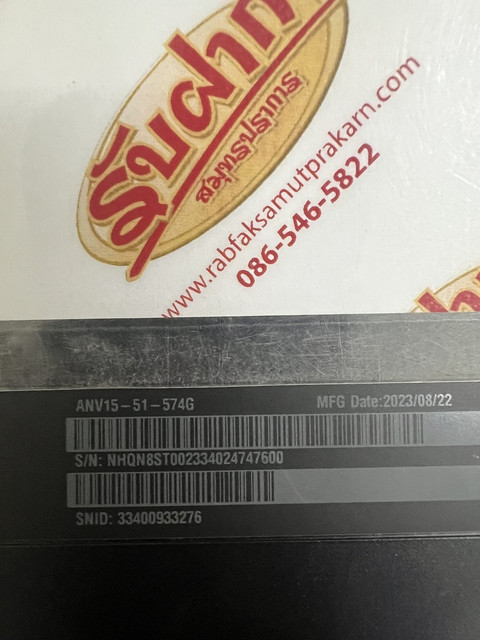 รับฝาก
สมุทรปราการ
www.rabfaksamutprakarn.com
086-546-5822
ANV15-51-574G
MFG Date:2023/08/22
S/N: NHQN8ST002334024747600
SNID: 33400933276